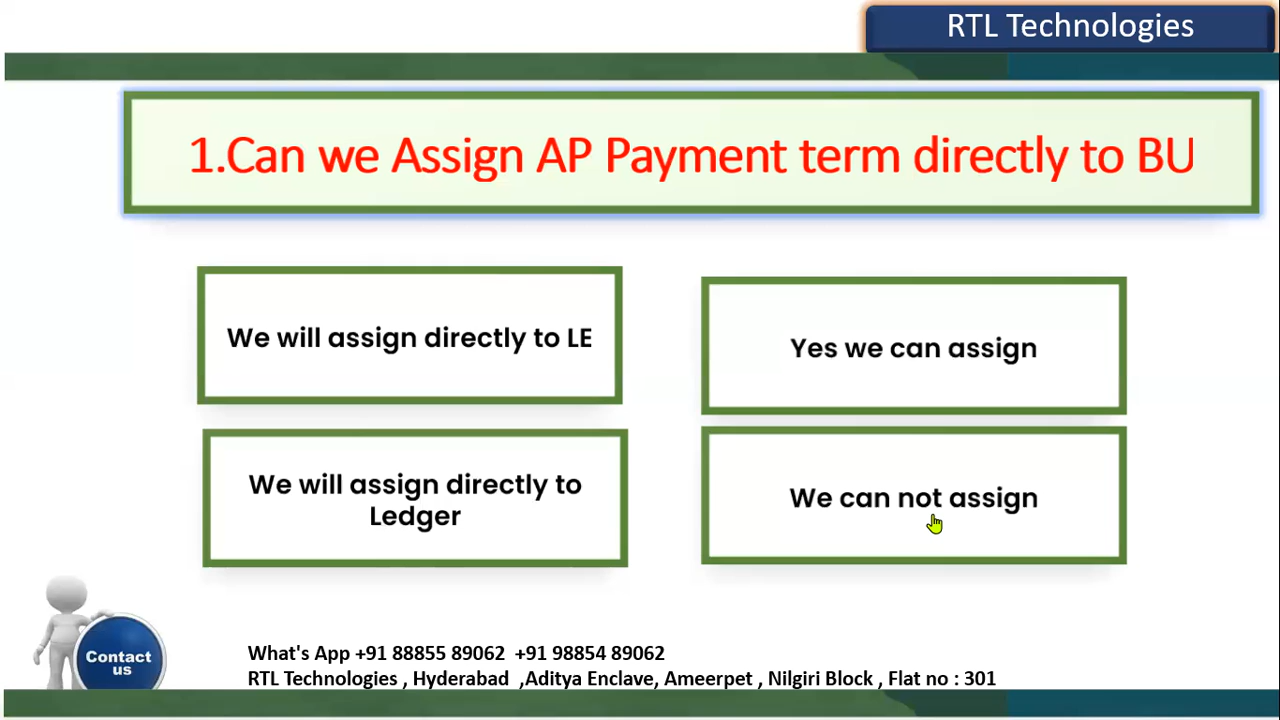 RTL Technologies
1.Can we Assign AP Payment term directly to BU
We will assign directly to LE
Yes we can assign
We will assign directly to
Ledger
We can not assign
Contact
us
What's App +91 88855 89062  +91 98854 89062
RTL Technologies , Hyderabad  ,Aditya Enclave, Ameerpet , Nilgiri Block , Flat no : 301